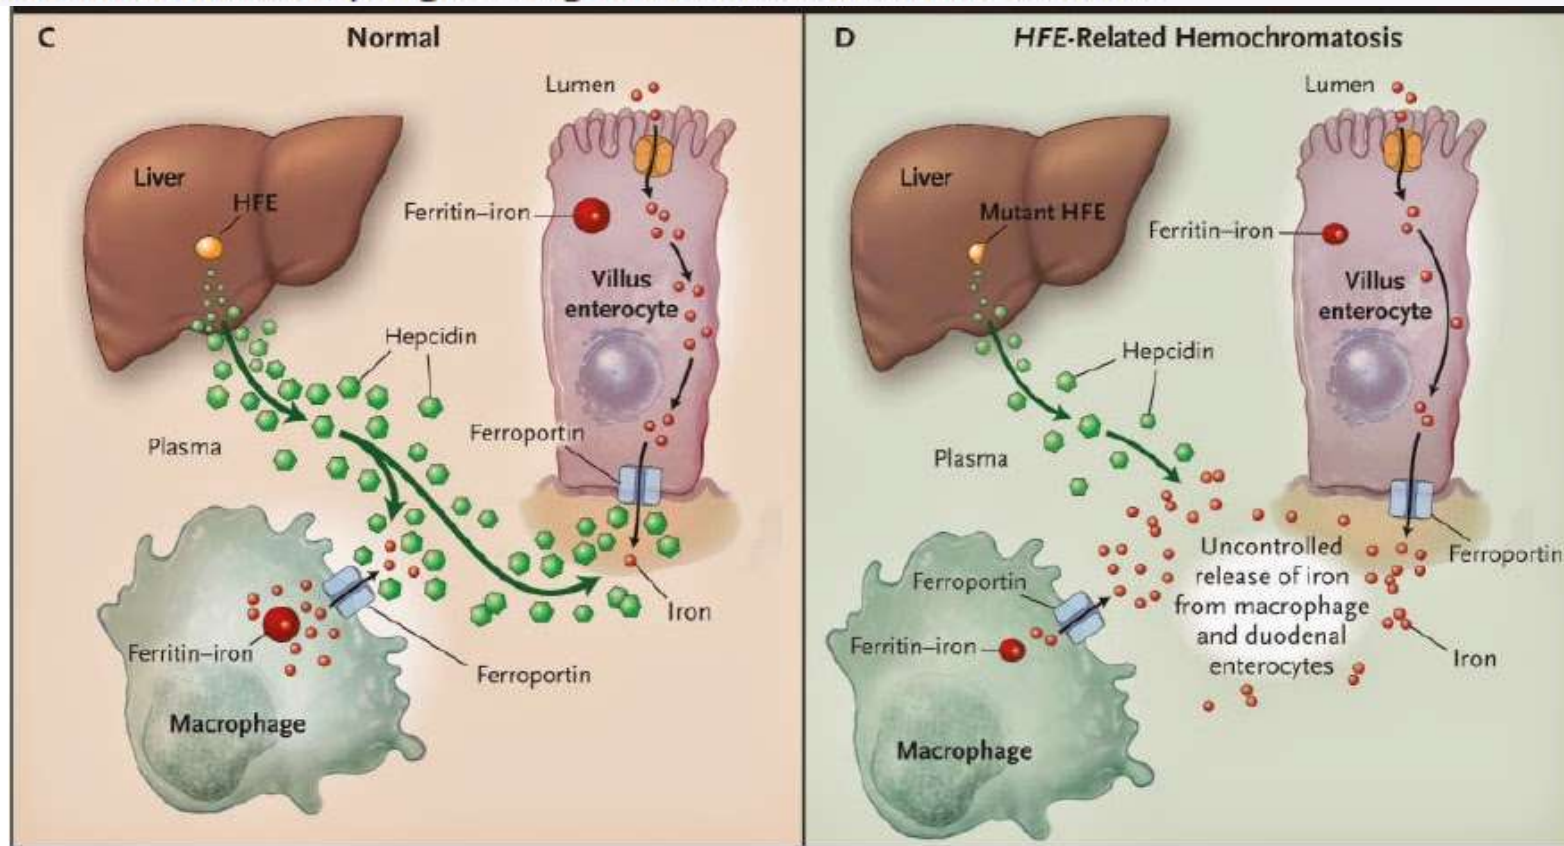 C
Normal
Lumen
Liver
HFE
Ferritin–iron
Villus
enterocyte
Hepcidin
Ferroportin
Plasma
Iron
Ferritin–iron
Ferroportin
Macrophage
D
HFE-Related Hemochromatosis
Lumen
Liver
Mutant HFE
Ferritin–iron
Villus
enterocyte
Hepcidin
Plasma
Ferroportin
Uncontrolled
release of iron
from macrophage
and duodenal
enterocytes
Ferroportin
Ferritin–iron
Iron
Macrophage